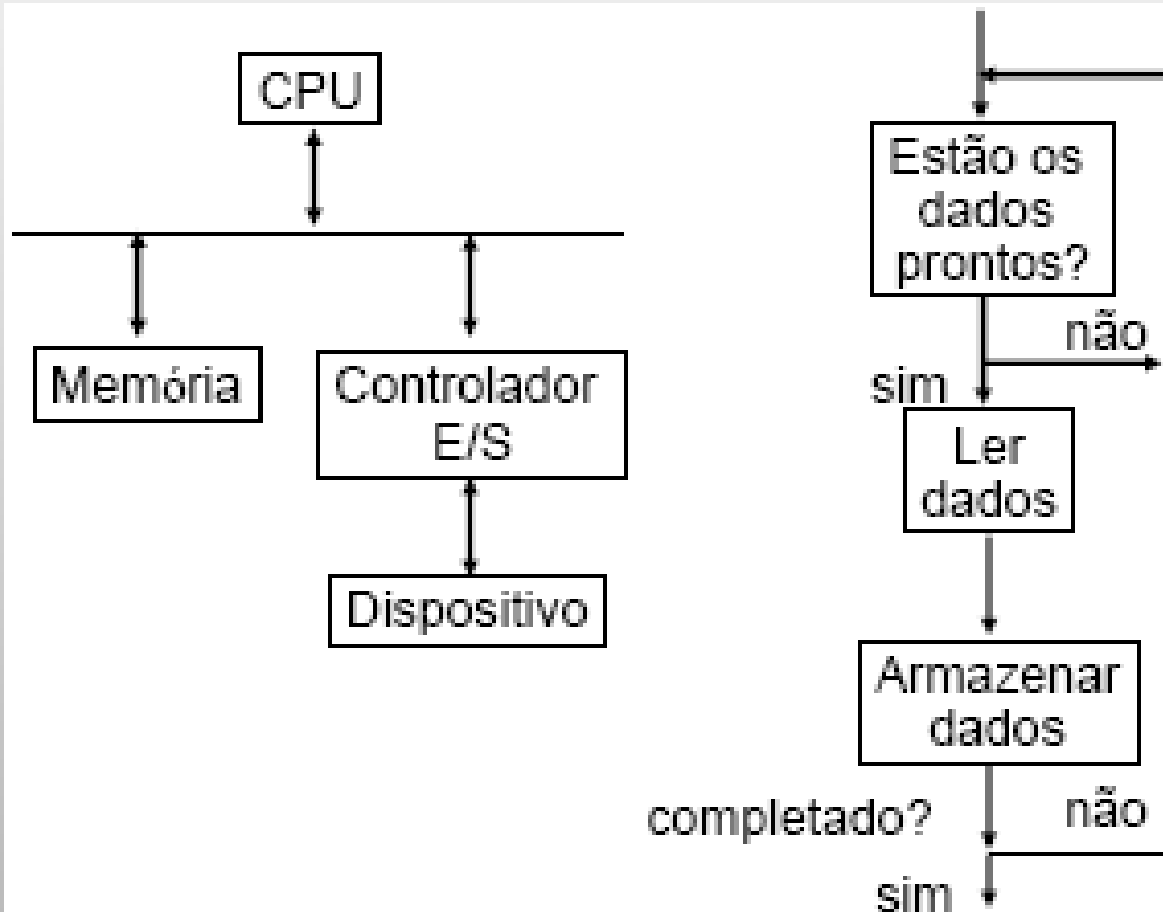 CPU
Memória
Controlador
E/S
Dispositivo
Estão os
dados
prontos?
não
sim
Ler
dados
Armazenar
dados
completado?
não
sim